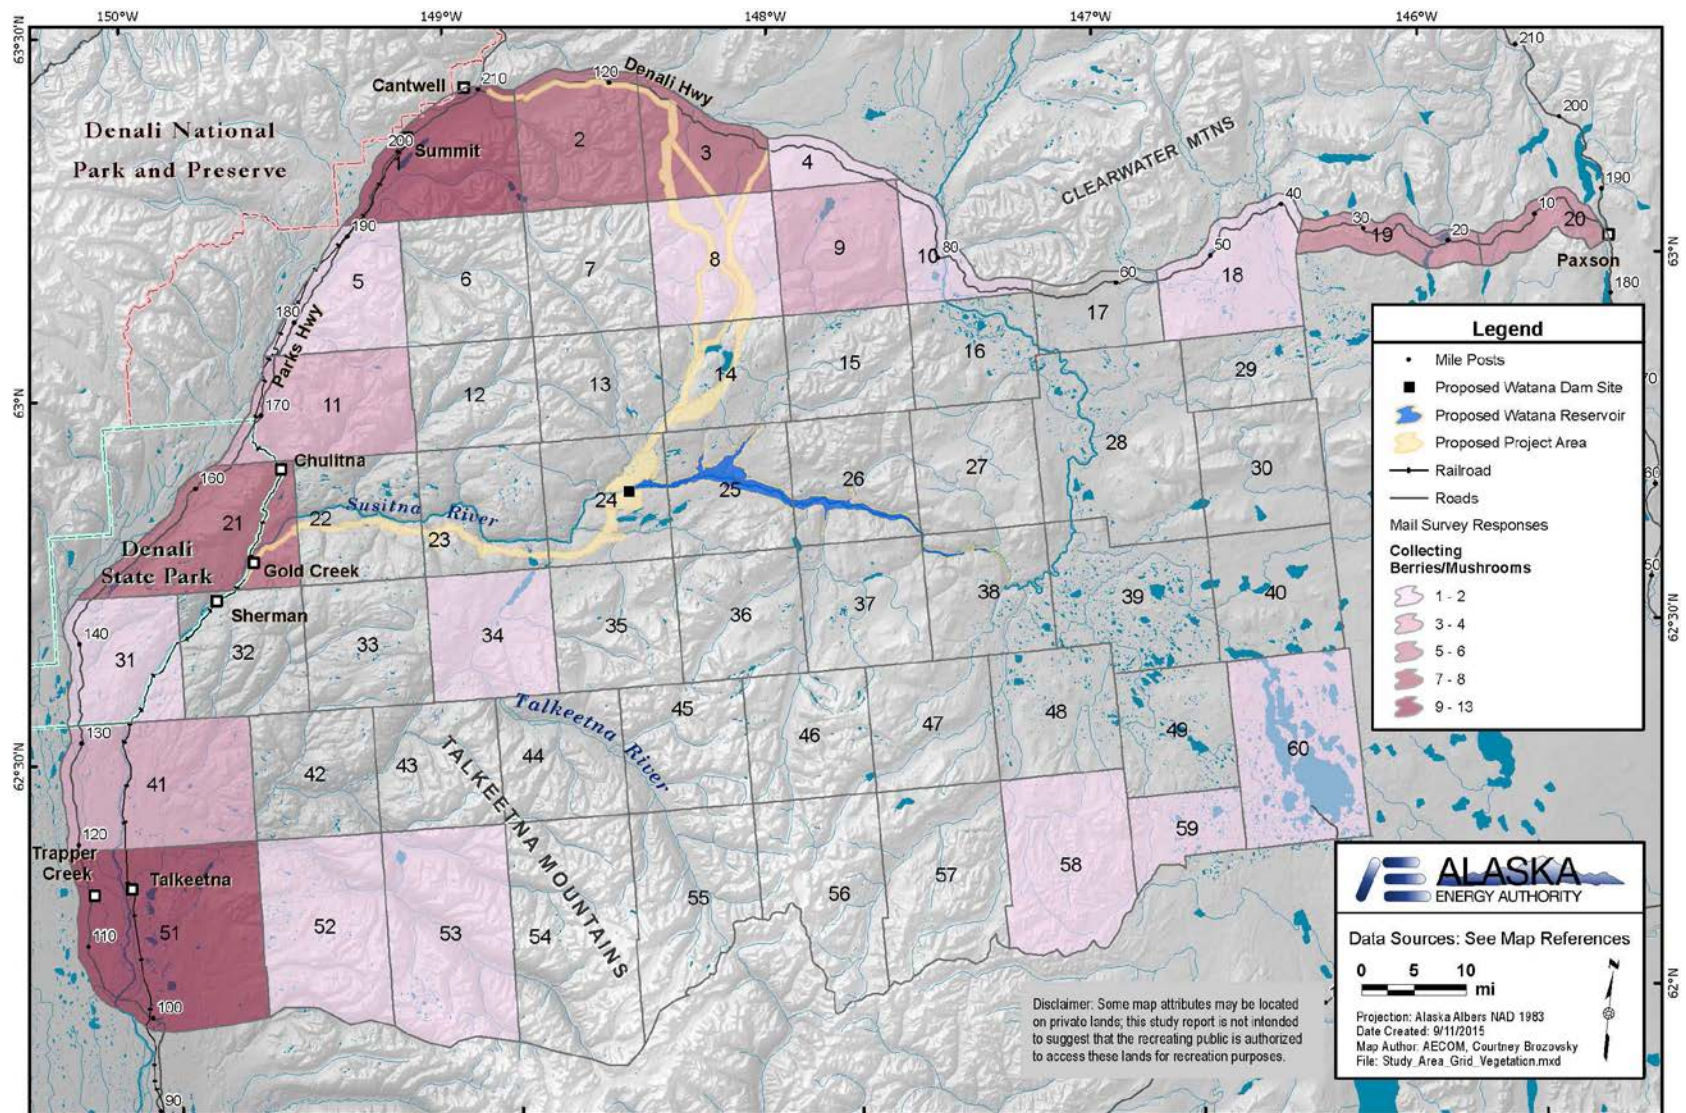 150°W
149°W
148°W
147°W
146°W
63°30'N
210
Cantwell
210
120
Denali Hwy
Denali National
Park and Preserve
200
Summit
1
2
3
4
CLEARWATER MTNS
200
190
40
30
19
20
10
20
Paxson
63°N
180
190
5
6
7
8
9
10
80
60
50
18
17
180
Parks Hwy
170
11
12
13
14
15
16
29
70
63°N
Legend
Mile Posts
Proposed Watana Dam Site
Proposed Watana Reservoir
Proposed Project Area
Railroad
Roads
Mail Survey Responses
Collecting
Berries/Mushrooms
1 - 2
3 - 4
5 - 6
7 - 8
9 - 13
Chulitna
160
21
22
Susitna River
23
24
25
26
27
28
30
60
Denali
State Park
Gold Creek
Sherman
50
62°30'N
140
31
32
33
34
35
36
37
38
39
40
Talkeetna River
130
41
42
43
44
45
46
47
48
49
60
62°30'N
TALKEETNA MOUNTAINS
120
Trapper
Creek
Talkeetna
110
51
52
53
54
55
56
57
58
59
100
90
62°N
ALASKA
ENERGY AUTHORITY
Data Sources: See Map References
0 5 10
mi
N
Projection: Alaska Albers NAD 1983
Date Created: 9/11/2015
Map Author: AECOM, Courtney Brozovsky
File: Study_Area_Grid_Vegetation.mxd
Disclaimer: Some map attributes may be located
on private lands; this study report is not intended
to suggest that the recreating public is authorized
to access these lands for recreation purposes.